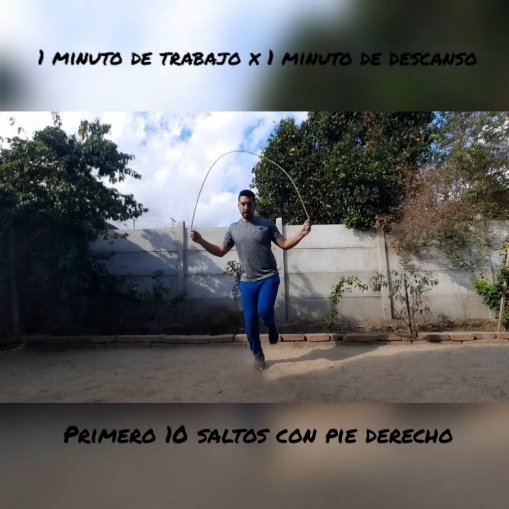 1 minuto de trabajo x 1 minuto de descanso
Primero 10 saltos con pie derecho